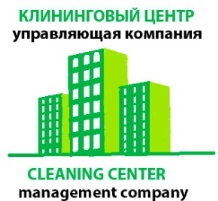 КЛИНИНГОВЫЙ ЦЕНТР
управляющая компания
CLEANING CENTER
management company